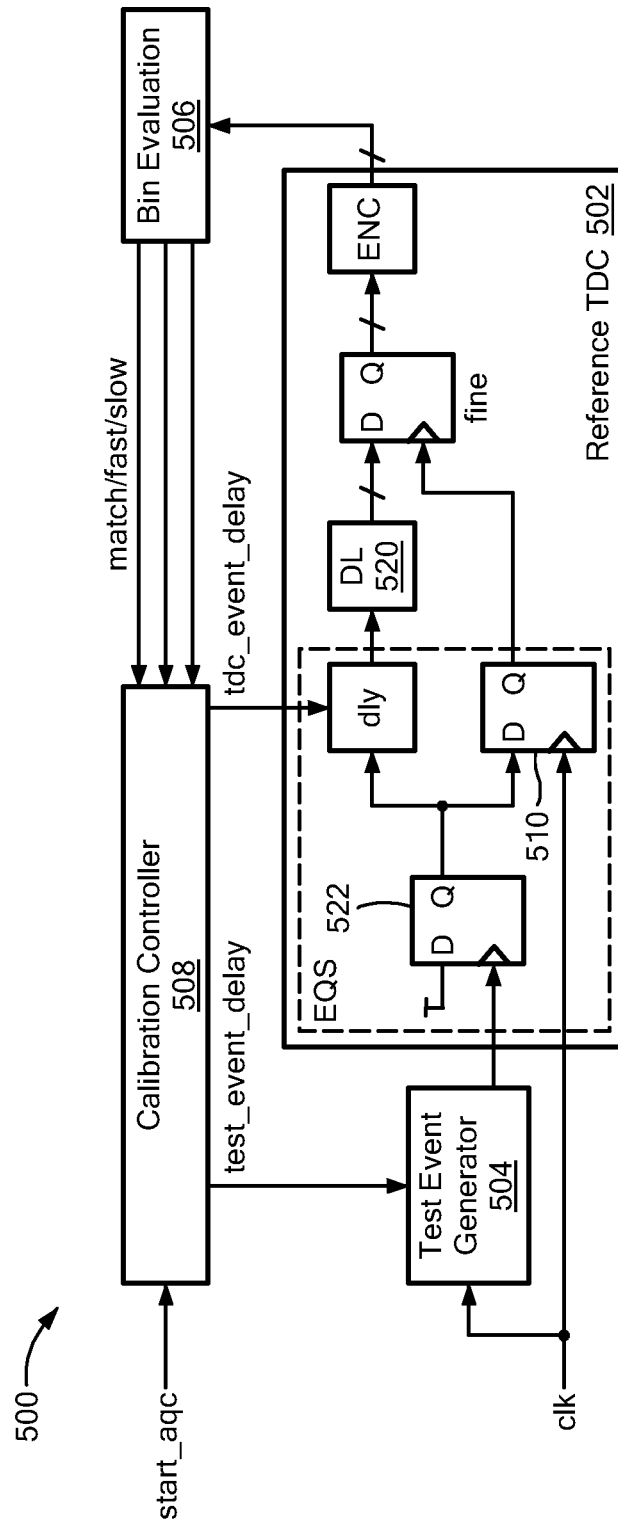 500
start_aqc
Calibration Controller
508
match/fast/slow
Bin Evaluation
506
test_event_delay
tdc_event_delay
clk
Test Event
Generator
504
EQS
522
D Q
dly
D Q
510
DL
520
D Q
fine
ENC
Reference TDC 502